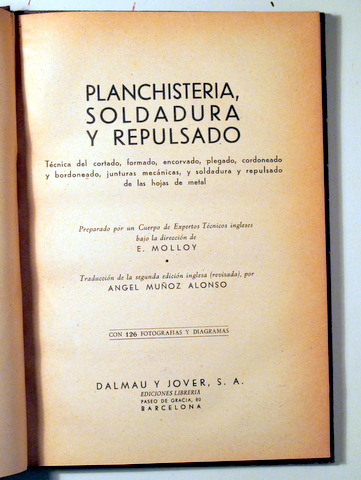 PLANCHISTERIA,
SOLDADURA
Y REPULSADO
Técnica del cortado, formado, encorvado, plegado, cordoneado
y bordoneado, junturas mecánicas, y soldadura y repulsado
de las hojas de metal
Preparado por un Cuerpo de Expertos Técnicos ingleses
bajo la dirección de
E. MOLLOY
•
Traducción de la segunda edición inglesa (revisada), por
ANGEL MUÑOZ ALONSO
CON 126 FOTOGRAFIAS Y DIAGRAMAS
DALMAU Y JOVER, S. A.
EDICIONES LIBRERIA
PASEO DE GRACIA, 80
BARCELONA